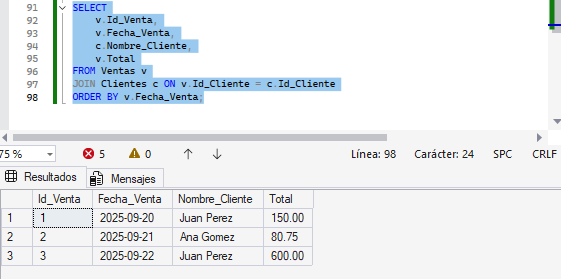 91 SELECT
92 v.Id_Venta,
93 v.Fecha_Venta,
94 c.Nombre_Cliente,
95 v.Total
96 FROM Ventas v
97 JOIN Clientes c ON v.Id_Cliente = c.Id_Cliente
98 ORDER BY v.Fecha_Venta;
75 % 5 0 Línea: 98 Carácter: 24 SPC CRLF
Resultados Mensajes
Id_Venta Fecha_Venta Nombre_Cliente Total
1 1 2025-09-20 Juan Perez 150.00
2 2 2025-09-21 Ana Gomez 80.75
3 3 2025-09-22 Juan Perez 600.00